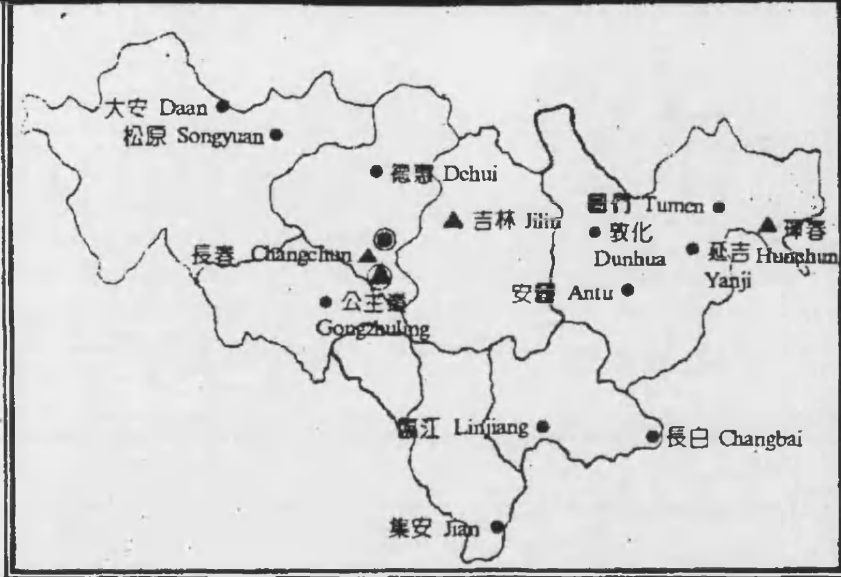 大安 Daan
松原 Songyuan
德惠 Dehui
吉林 Jilin
Tumen
敦化
Dunhua
琿春
Hunchun
延吉
Yanji
長春 Changchun
公主嶺
Gongzhuling
安圖 Antu
臨江 Linjiang
長白 Changbai
集安 Jian